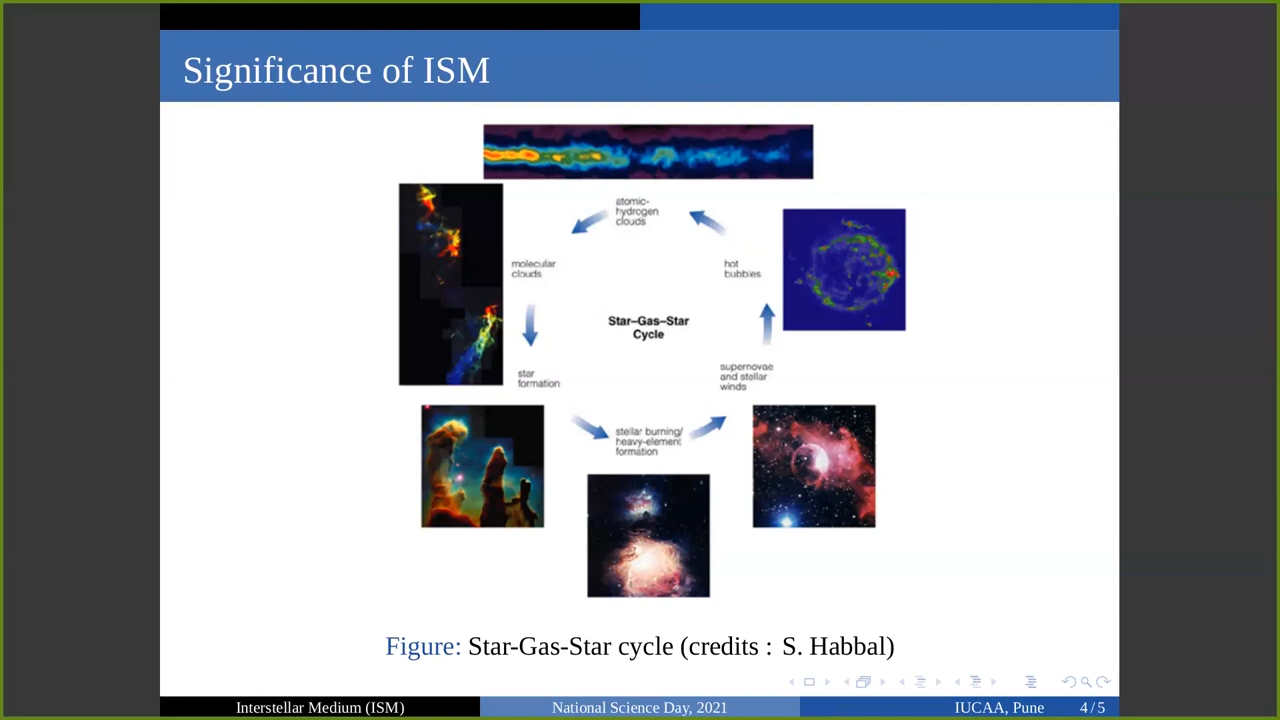 Significance of ISM
atomic-
hydrogen
clouds
molecular
clouds
hot
bubbles
Star–Gas–Star
Cycle
star
formation
supernovae
and stellar
winds
stellar burning/
heavy-element
formation
Figure: Star-Gas-Star cycle (credits : S. Habbal)
Interstellar Medium (ISM) National Science Day, 2021 IUCAA, Pune 4 / 5